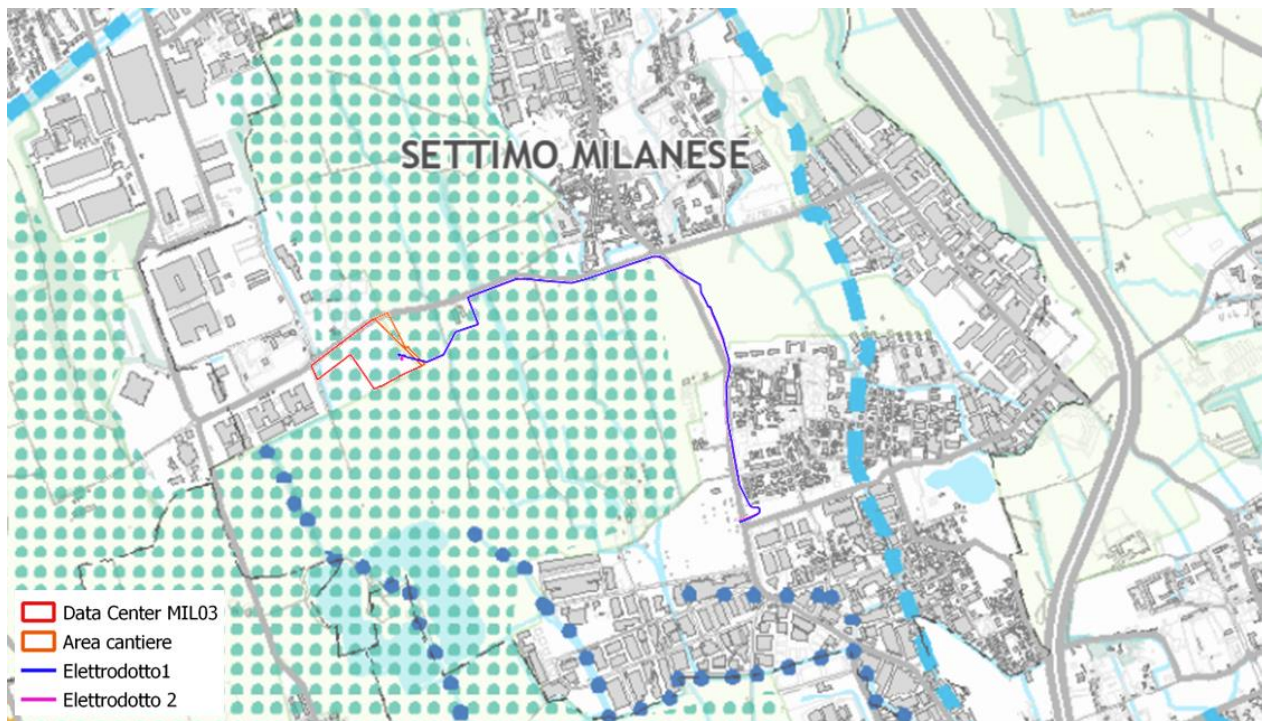 SETTIMO MILANESE
Data Center MIL03
Area cantiere
Elettrodotto1
Elettrodotto 2